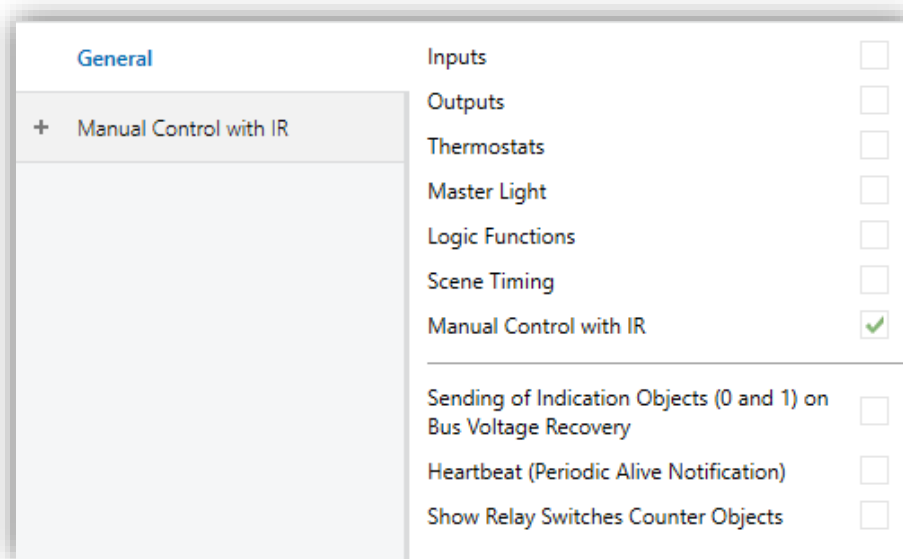 General
+ Manual Control with IR
Inputs
Outputs
Thermostats
Master Light
Logic Functions
Scene Timing
Manual Control with IR
Sending of Indication Objects (0 and 1) on
Bus Voltage Recovery
Heartbeat (Periodic Alive Notification)
Show Relay Switches Counter Objects